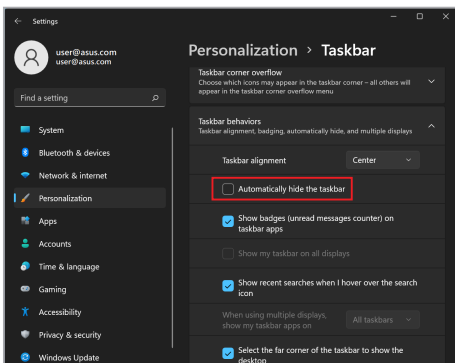 Settings
user@asus.com
user@asus.com
Find a setting
System
Bluetooth & devices
Network & internet
Personalization
Apps
Accounts
Time & language
Gaming
Accessibility
Privacy & security
Windows Update
Personalization > Taskbar
Taskbar corner overflow
Choose which icons may appear in the taskbar corner – all others will
appear in the taskbar corner overflow menu
Taskbar behaviors
Taskbar alignment, badging, automatically hide, and multiple displays
Taskbar alignment
Center
Automatically hide the taskbar
Show badges (unread messages counter) on
taskbar apps
Show my taskbar on all displays
Show recent searches when I hover over the search
icon
When using multiple displays,
show my taskbar apps on
All taskbars
Select the far corner of the taskbar to show the
desktop